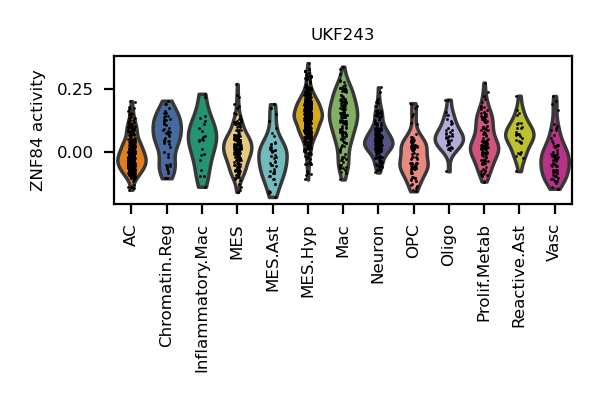 UKF243
ZNF84 activity
0.25
0.00
AC
Chromatin.Reg
Inflammatory.Mac
MES
MES.Ast
MES.Hyp
Mac
Neuron
OPC
Oligo
Prolif.Metab
Reactive.Ast
Vasc